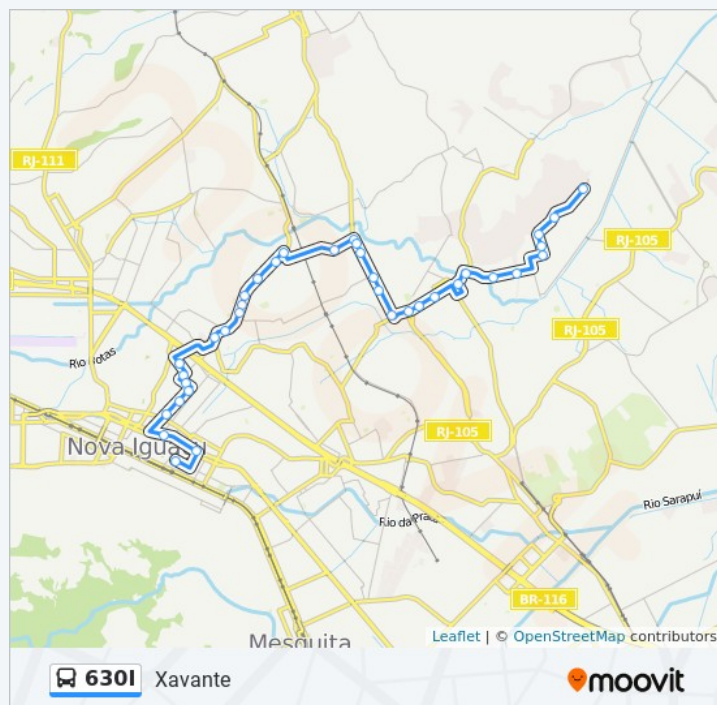 RJ-111
RJ-105
RJ-105
Rio Botas
RJ-105
Nova Iguaçu
Rio Sarapuí
Rio da Prata
BR-116
Mesquita
Leaflet | © OpenStreetMap contributors
630I Xavante
moovit